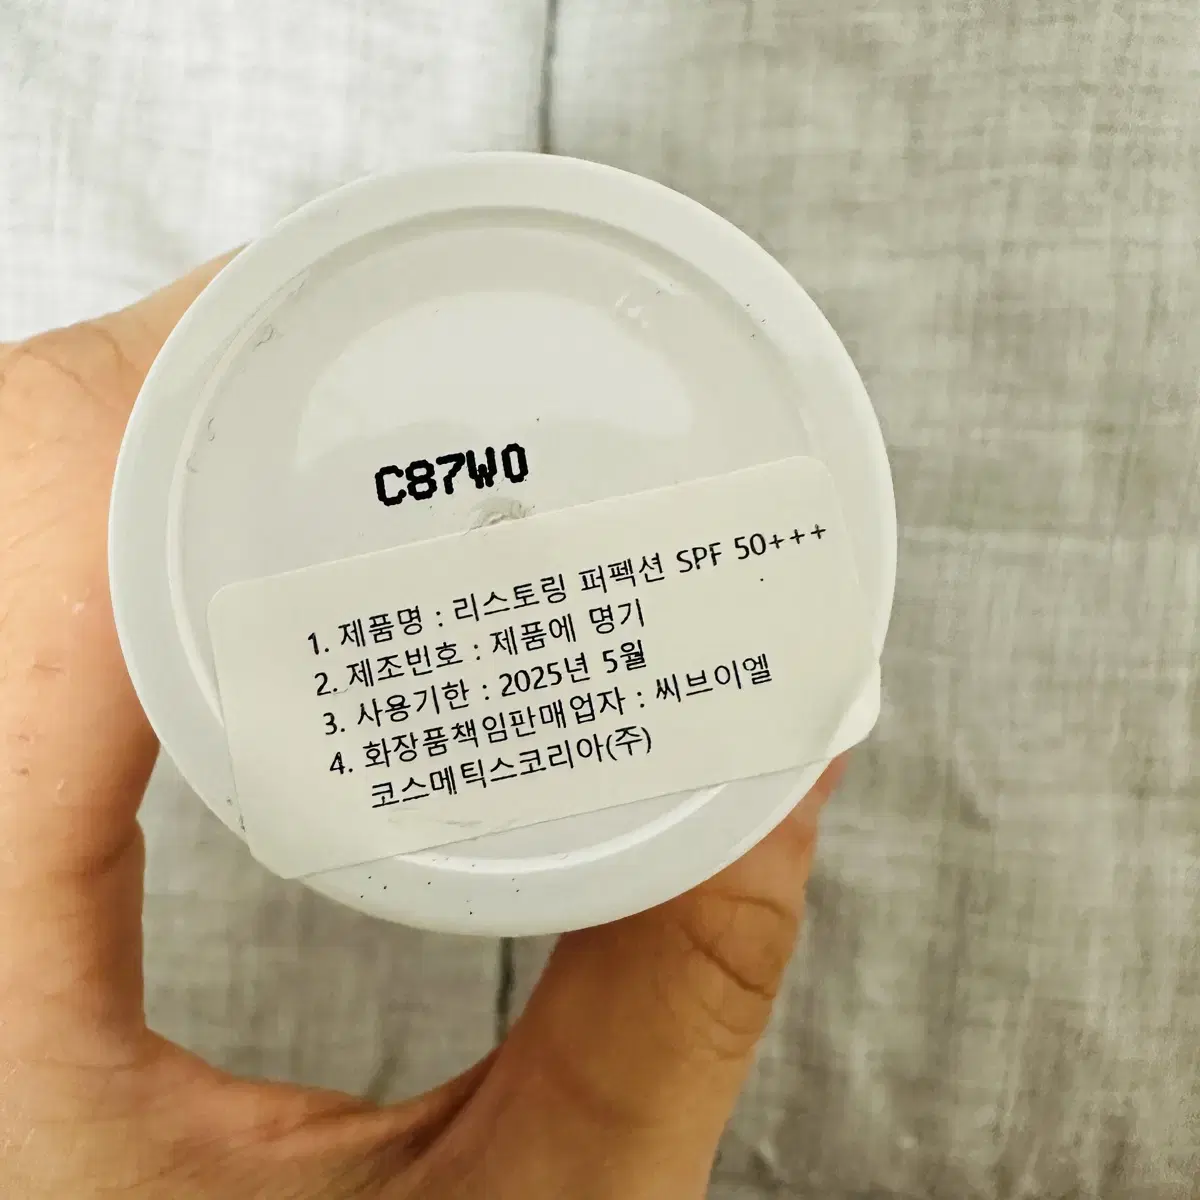 C87W0
1. 제품명 : 리스토링 퍼펙션 SPF 50+++
2. 제조번호 : 제품에 명기
3. 사용기한 : 2025년 5월
4. 화장품책임판매업자 : 씨브이엘
코스메틱스코리아(주)